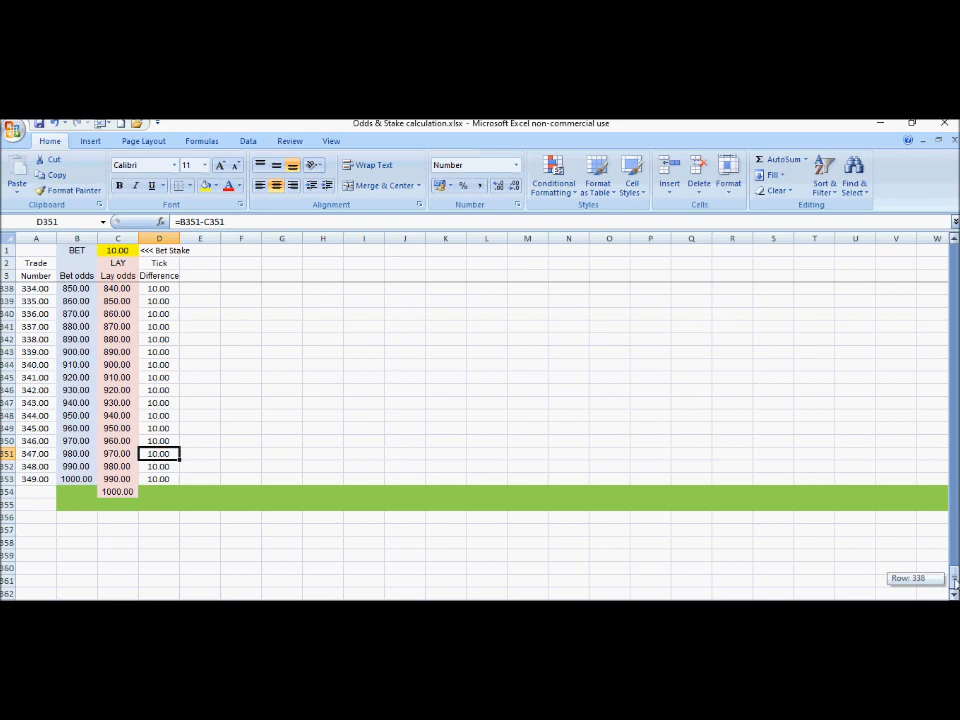 Odds & Stake calculation.xlsx - Microsoft Excel non-commercial use
Home Insert Page Layout Formulas Data Review View
Paste Cut Calibri 11 A A Wrap Text Number Conditional Formatting Format as Table Cell Styles Insert Delete Format AutoSum Sort & Filter Find & Select
Copy B I U A Merge & Center % , Fill
Format Painter Clear
Clipboard Font Alignment Number Styles Cells Editing
D351 fx =B351-C351
A B C D E F G H I J K L M N O P Q R S T U V W
1 BET 10.00 <<< Bet Stake
2 Trade LAY Tick
3 Number Bet odds Lay odds Difference
338 334.00 850.00 840.00 10.00
339 335.00 860.00 850.00 10.00
340 336.00 870.00 860.00 10.00
341 337.00 880.00 870.00 10.00
342 338.00 890.00 880.00 10.00
343 339.00 900.00 890.00 10.00
344 340.00 910.00 900.00 10.00
345 341.00 920.00 910.00 10.00
346 342.00 930.00 920.00 10.00
347 343.00 940.00 930.00 10.00
348 344.00 950.00 940.00 10.00
349 345.00 960.00 950.00 10.00
350 346.00 970.00 960.00 10.00
351 347.00 980.00 970.00 10.00
352 348.00 990.00 980.00 10.00
353 349.00 1000.00 990.00 10.00
354 1000.00
355
356
357
358
359
360 Row: 338
361
362